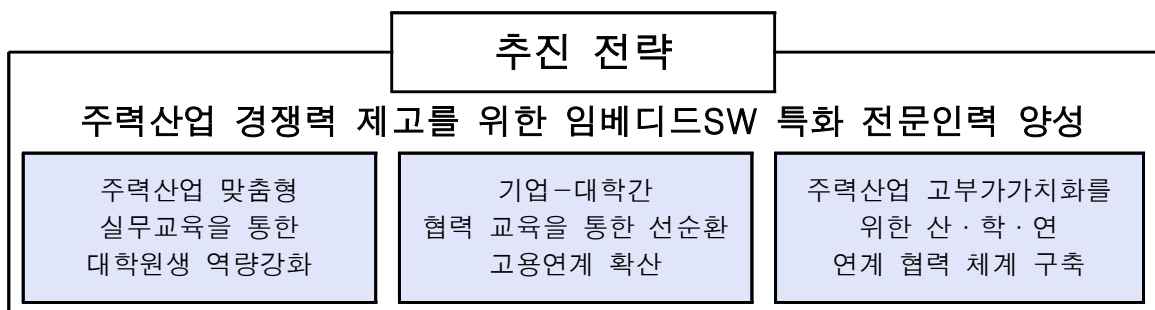 추진 전략
주력산업 경쟁력 제고를 위한 임베디드SW 특화 전문인력 양성
주력산업 맞춤형
실무교육을 통한
대학원생 역량강화
기업-대학간
협력 교육을 통한 선순환
고용연계 확산
주력산업 고부가가치화를
위한 산·학·연
연계 협력 체계 구축